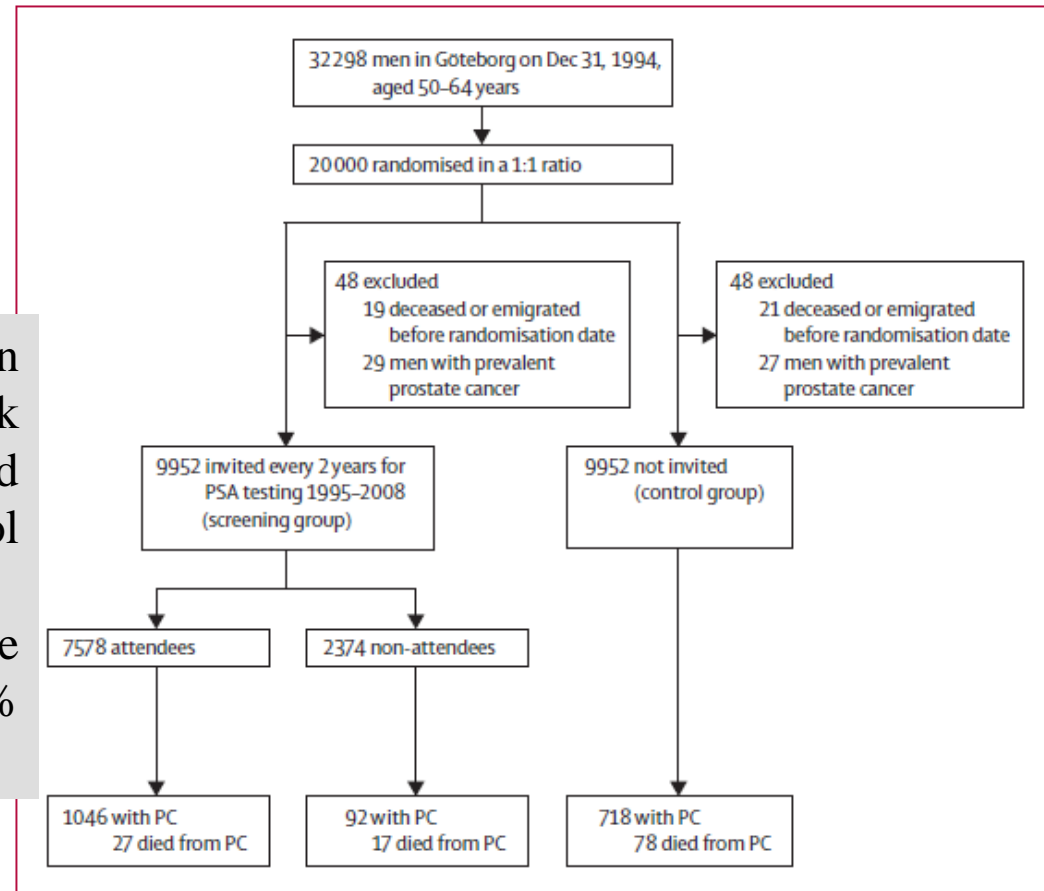 32298 men in Göteborg on Dec 31, 1994,
aged 50–64 years
20000 randomised in a 1:1 ratio
48 excluded
19 deceased or emigrated
before randomisation date
29 men with prevalent
prostate cancer
48 excluded
21 deceased or emigrated
before randomisation date
27 men with prevalent
prostate cancer
n
k
d
ol
e
%
9952 invited every 2 years for
PSA testing 1995–2008
(screening group)
9952 not invited
(control group)
7578 attendees
2374 non-attendees
1046 with PC
27 died from PC
92 with PC
17 died from PC
718 with PC
78 died from PC